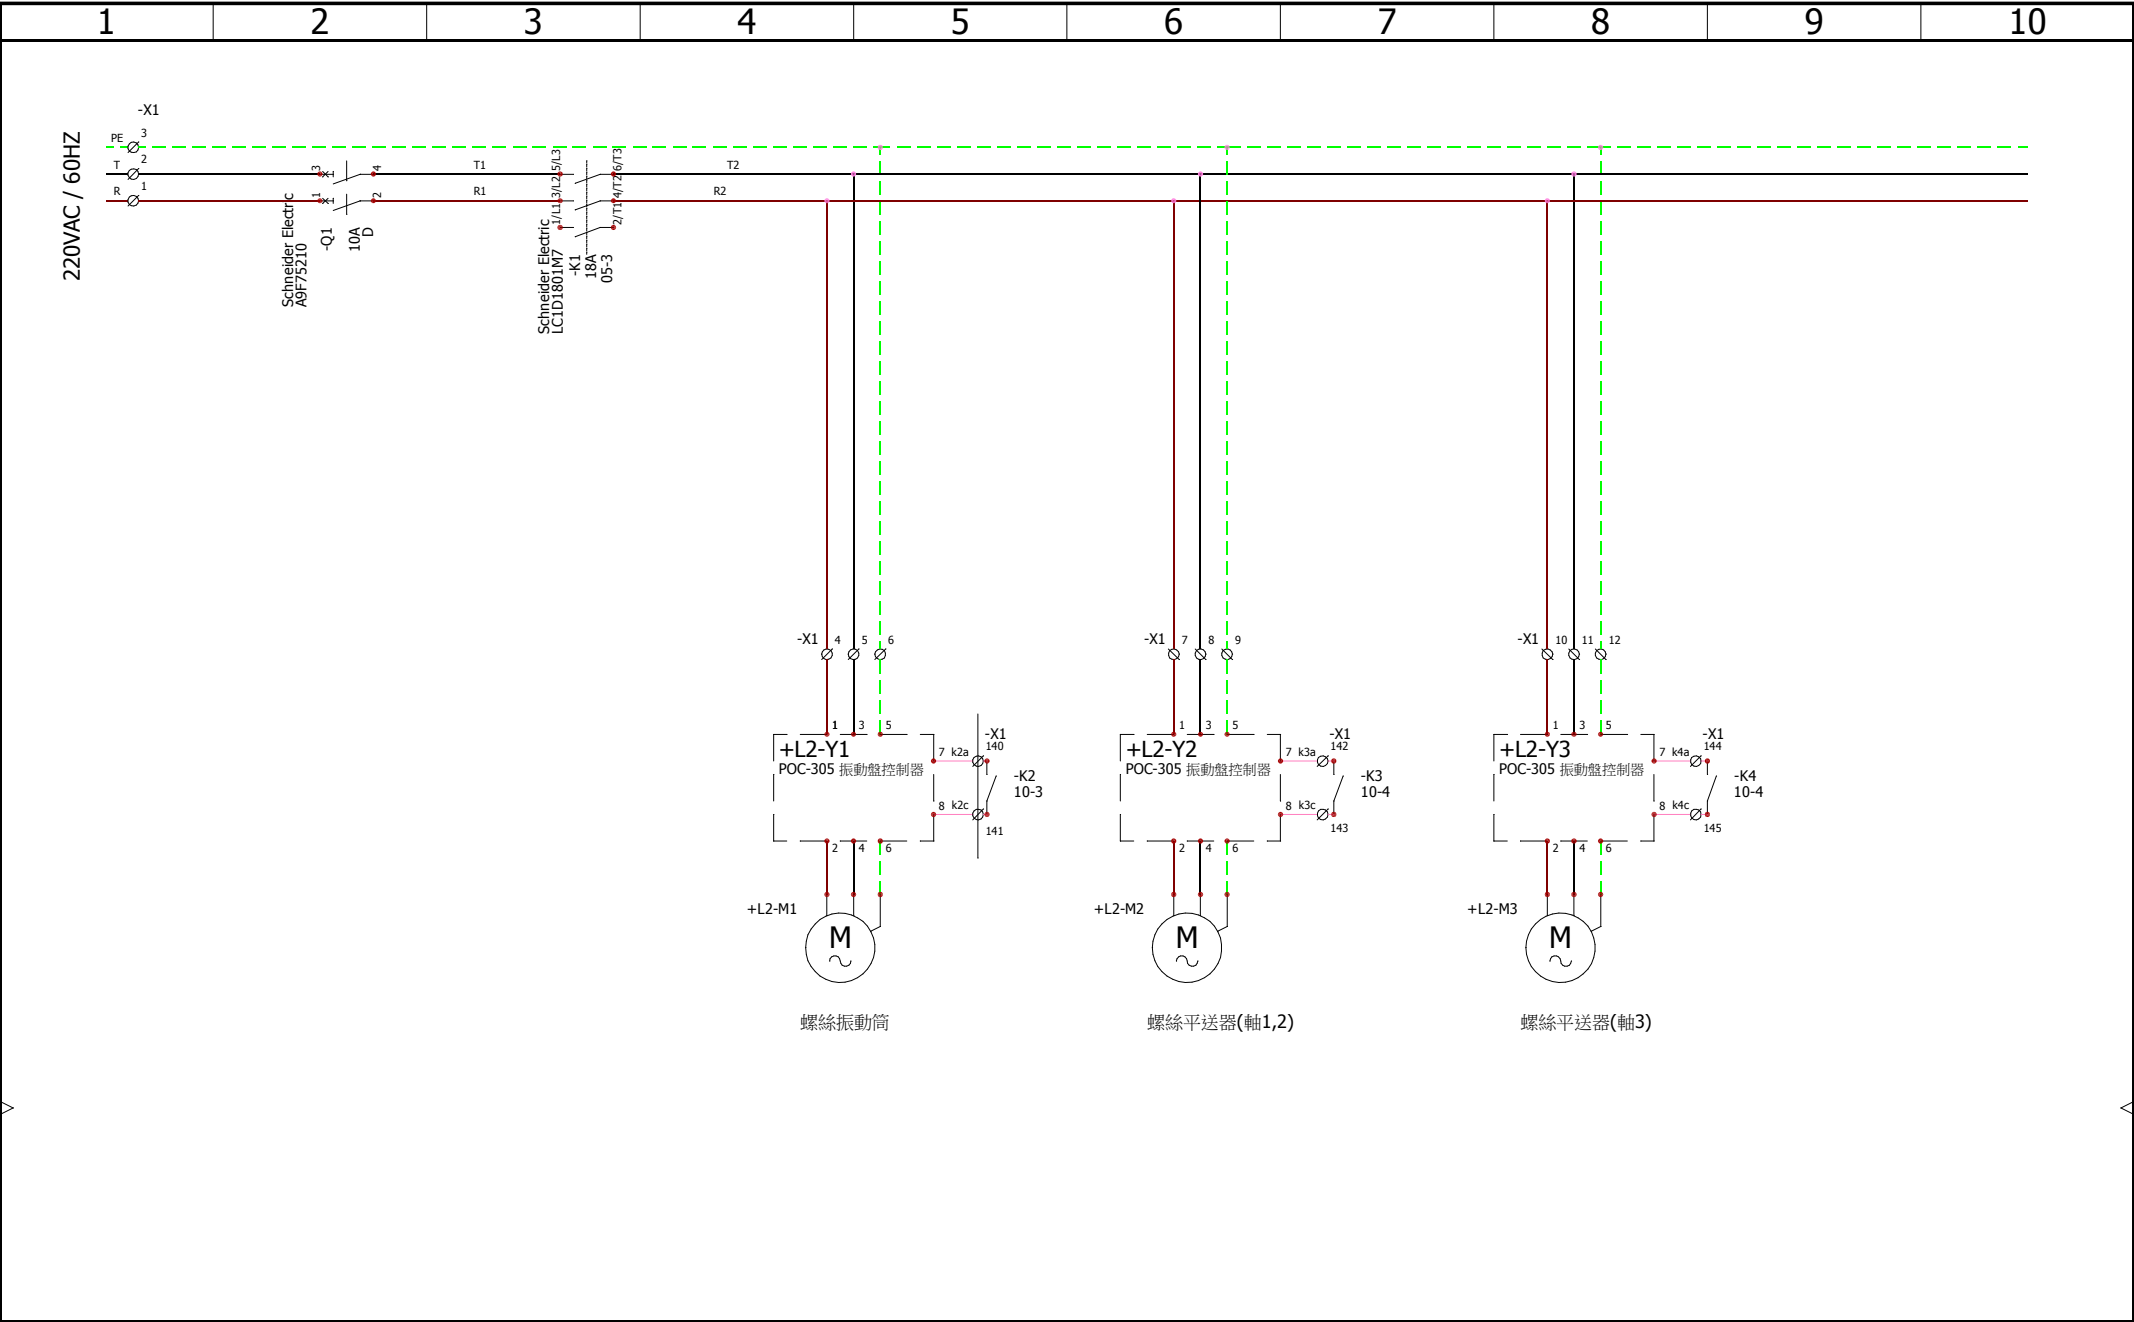 1 2 3 4 5 6 7 8 9 10
220VAC / 60HZ
-X1
PE 3
T 2
R 1
3 4
1 2
Schneider Electric
A9F75210
-Q1
10A
D
T1
R1
5/L3 6/T3
3/L2 4/T2
1/L1 2/T1
Schneider Electric
LC1D1801M7
-K1
18A
05-3
T2
R2
-X1 4 5 6
-X1 7 8 9
-X1 10 11 12
1 3 5
+L2-Y1
POC-305 振動盤控制器
7 k2a
8 k2c
-X1
140
141
-K2
10-3
2 4 6
+L2-M1
M
螺絲振動筒
1 3 5
+L2-Y2
POC-305 振動盤控制器
7 k3a
8 k3c
-X1
142
143
-K3
10-4
2 4 6
+L2-M2
M
螺絲平送器(軸1,2)
1 3 5
+L2-Y3
POC-305 振動盤控制器
7 k4a
8 k4c
-X1
144
145
-K4
10-4
2 4 6
+L2-M3
M
螺絲平送器(軸3)